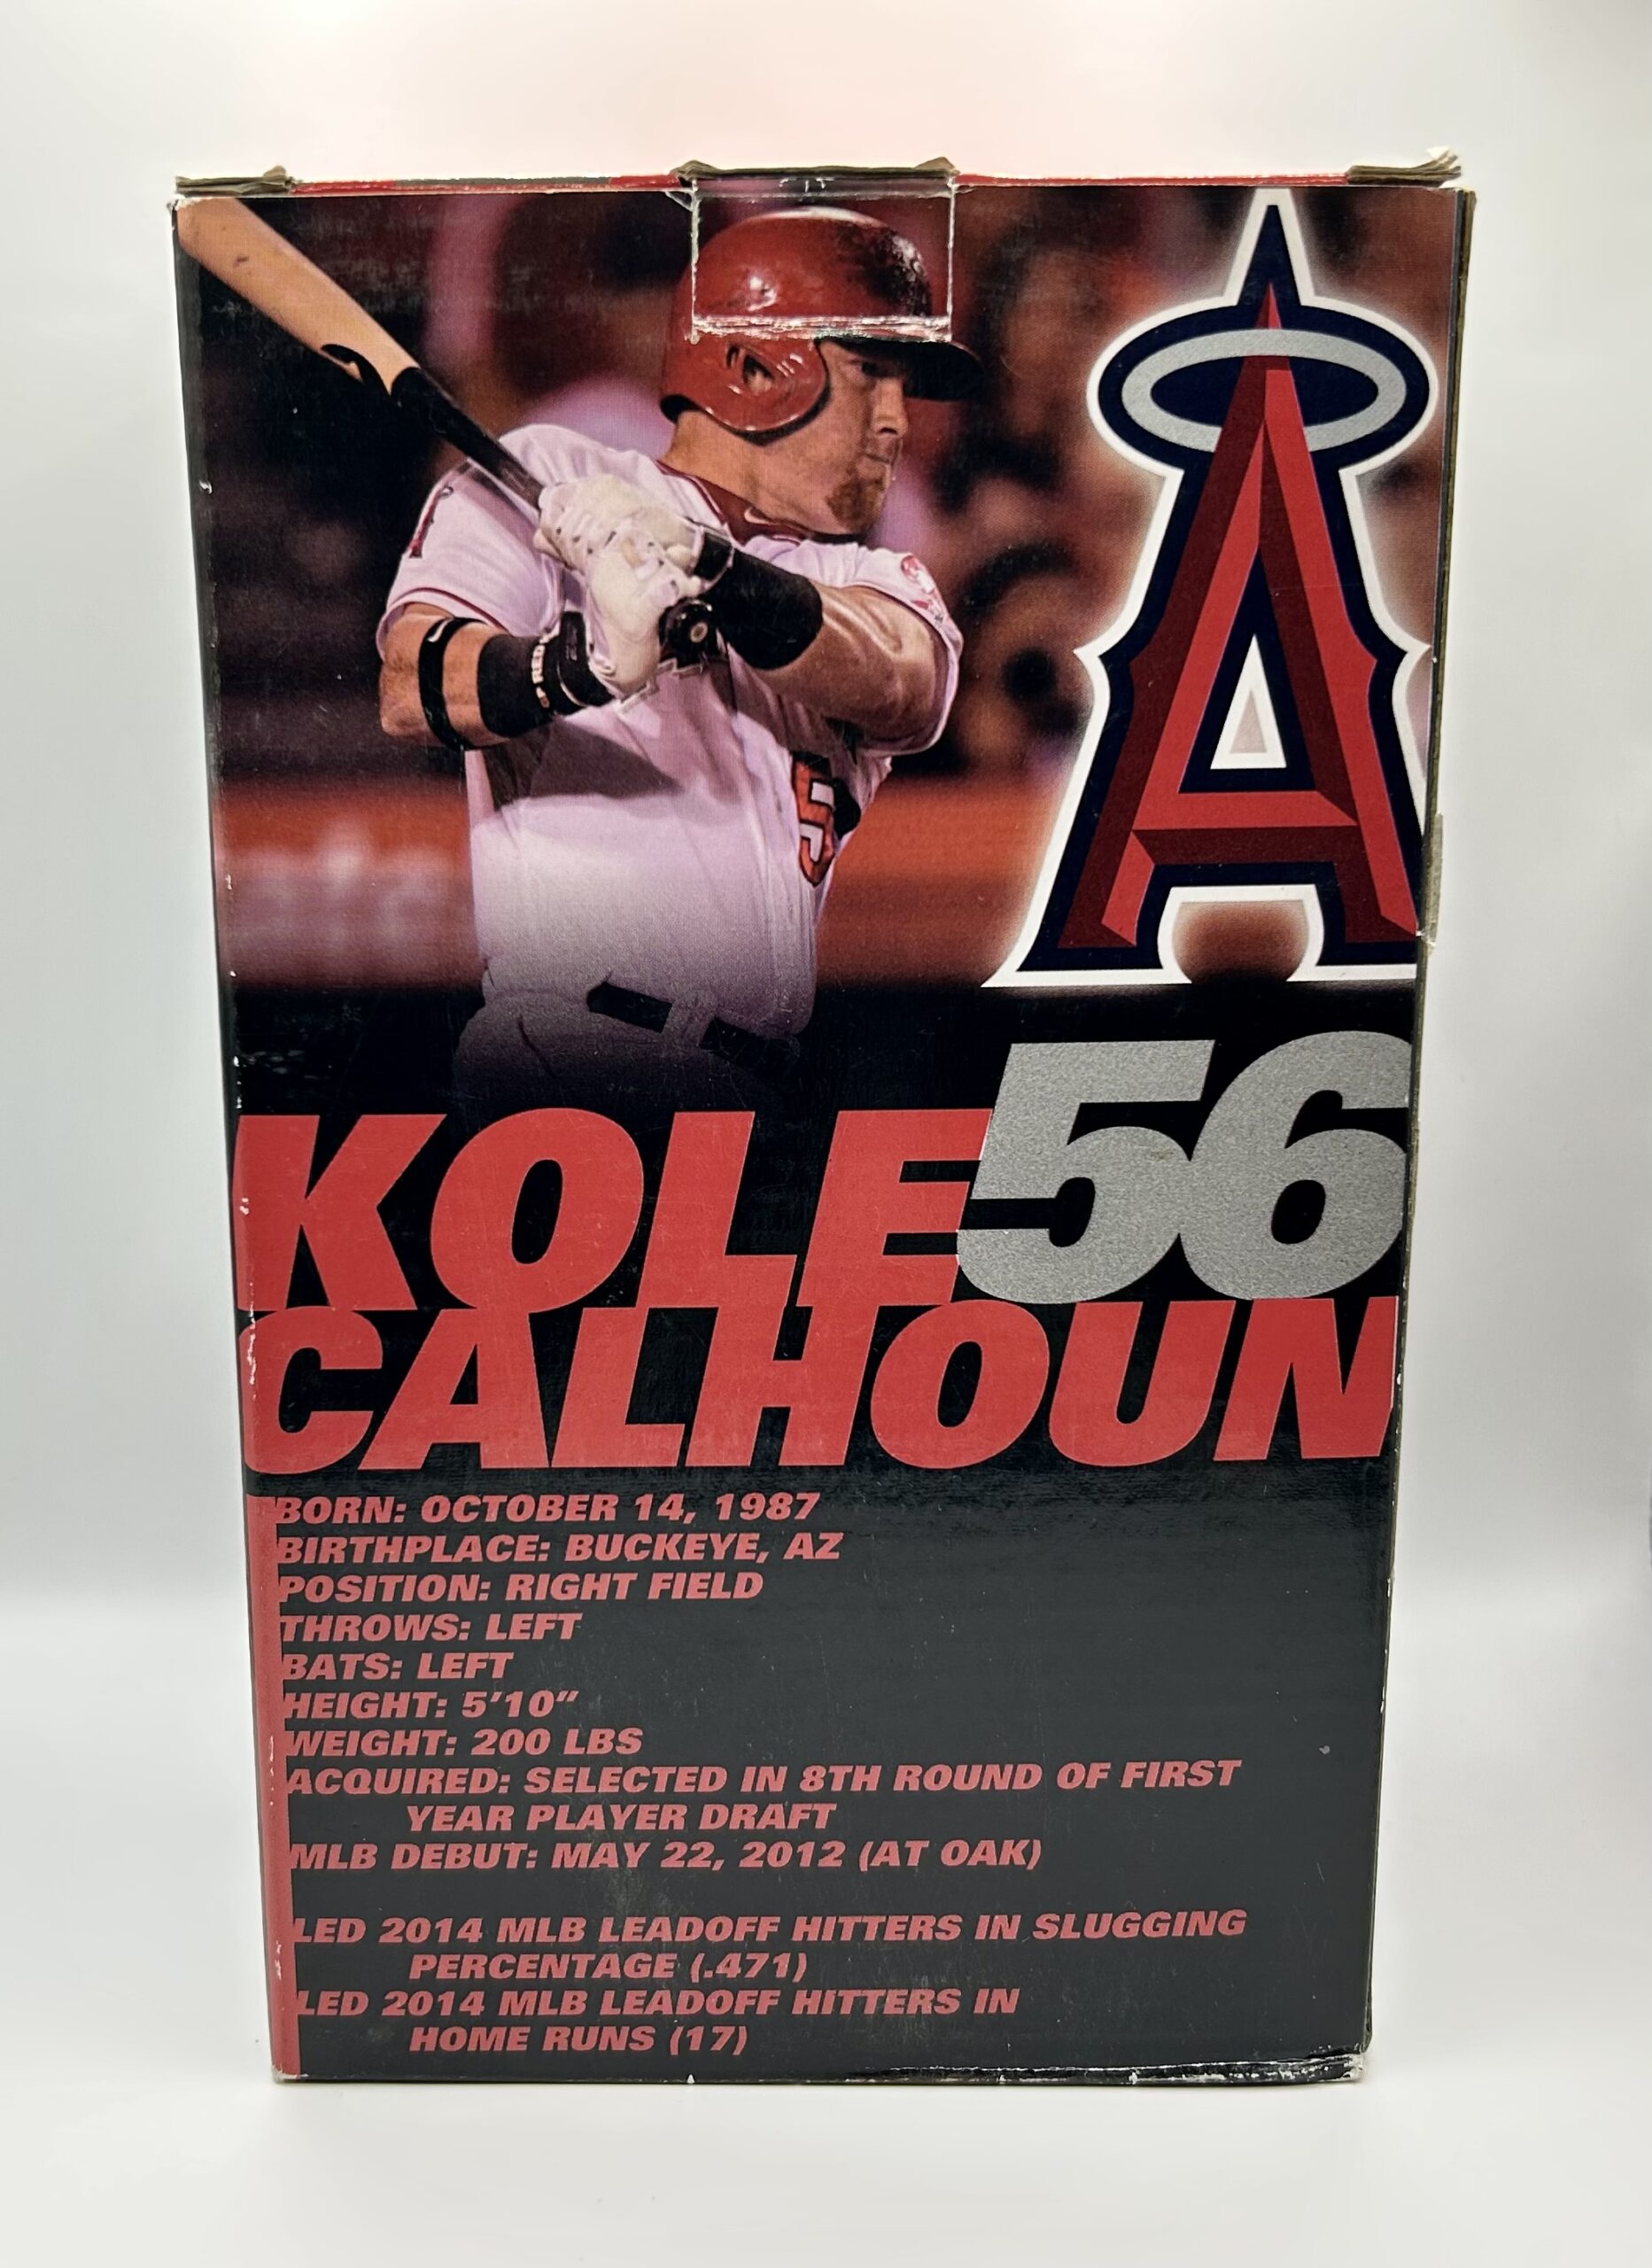 A
5
56
KOLE
CALHOUN
BORN: OCTOBER 14, 1987
BIRTHPLACE: BUCKEYE, AZ
POSITION: RIGHT FIELD
THROWS: LEFT
BATS: LEFT
HEIGHT: 5'10"
WEIGHT: 200 LBS
ACQUIRED: SELECTED IN 8TH ROUND OF FIRST
YEAR PLAYER DRAFT
MLB DEBUT: MAY 22, 2012 (AT OAK)
LED 2014 MLB LEADOFF HITTERS IN SLUGGING
PERCENTAGE (.471)
LED 2014 MLB LEADOFF HITTERS IN
HOME RUNS (17)